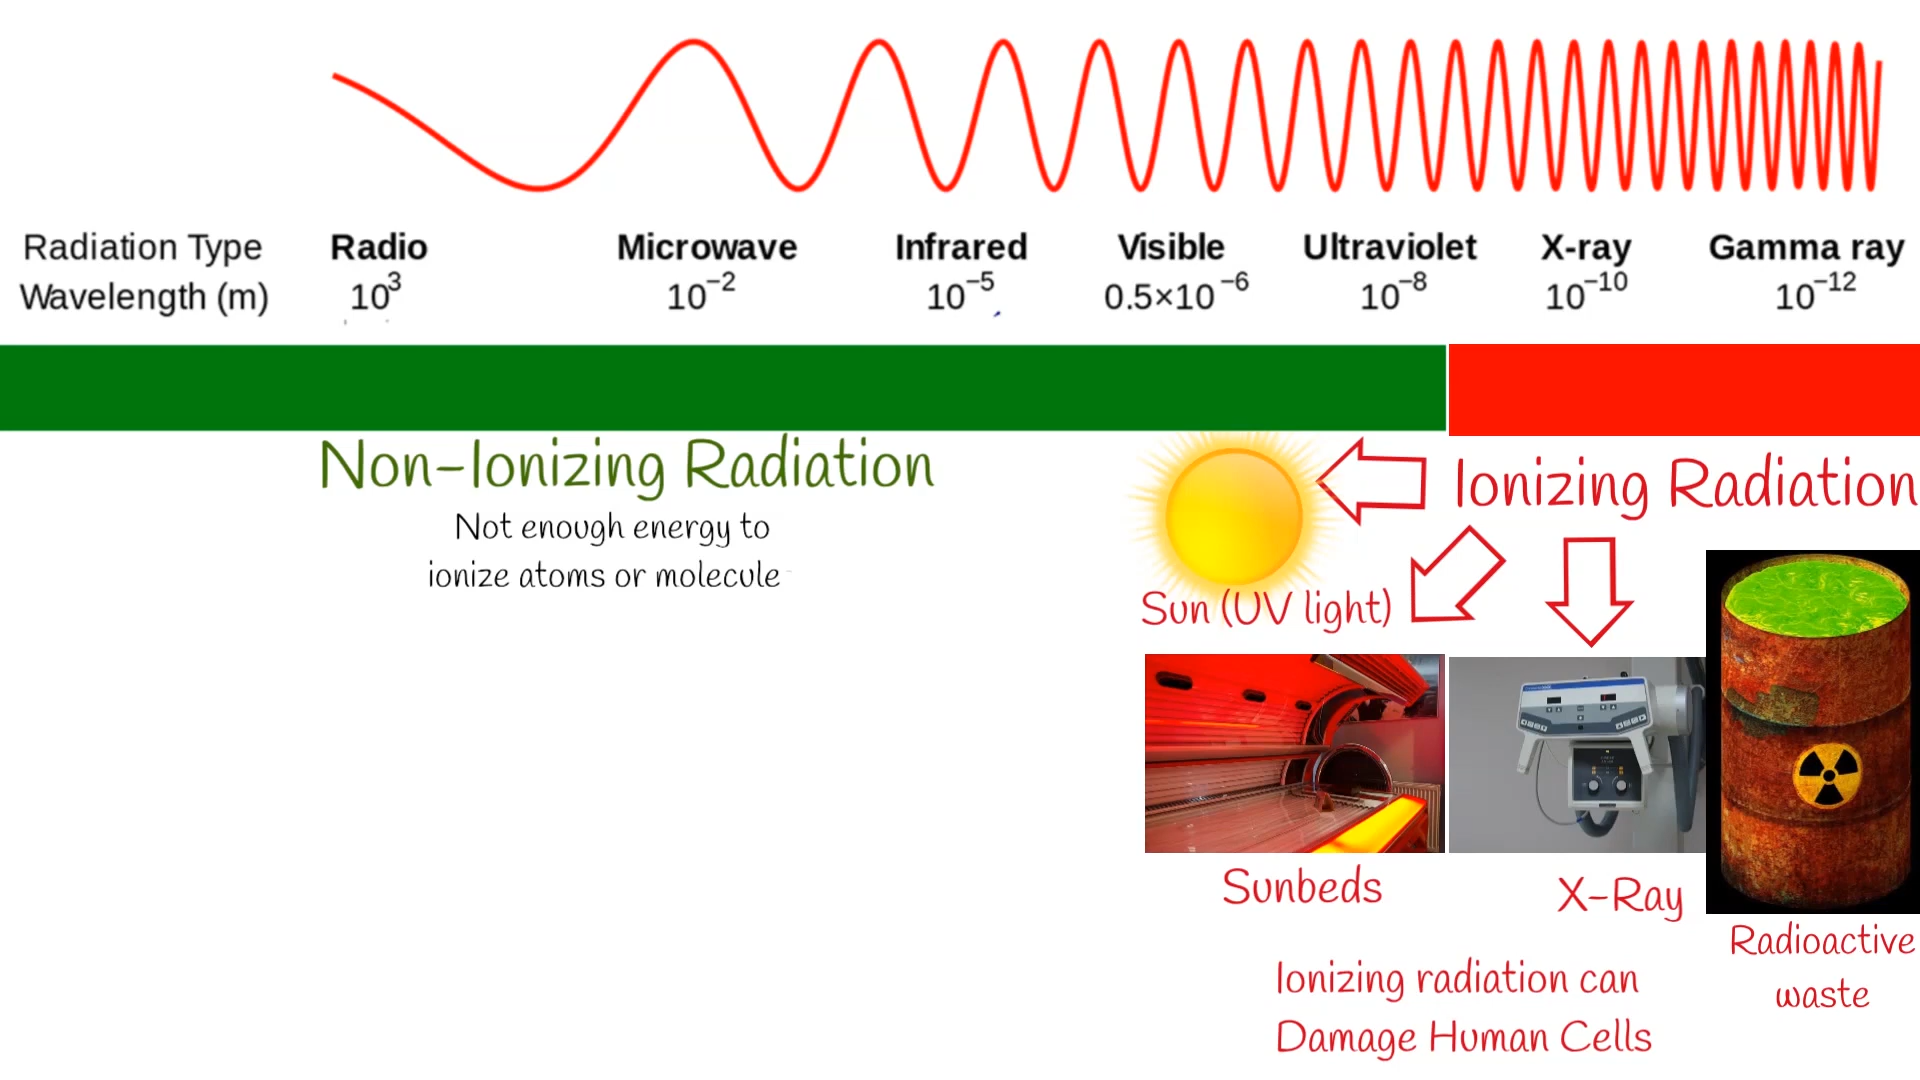 Radiation Type Radio Microwave Infrared Visible Ultraviolet X-ray Gamma ray
Wavelength (m) 10³ 10⁻² 10⁻⁵ 0.5×10⁻⁶ 10⁻⁸ 10⁻¹⁰ 10⁻¹²
Non-Ionizing Radiation
Not enough energy to
ionize atoms or molecule
Ionizing Radiation
Sun (UV light)
Sunbeds
X-Ray
Radioactive
waste
Ionizing radiation can
Damage Human Cells